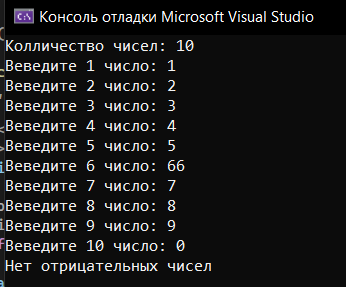 Консоль отладки Microsoft Visual Studio
Колличество чисел: 10
Веведите 1 число: 1
Веведите 2 число: 2
Веведите 3 число: 3
Веведите 4 число: 4
Веведите 5 число: 5
Веведите 6 число: 66
Веведите 7 число: 7
Веведите 8 число: 8
Веведите 9 число: 9
Веведите 10 число: 0
Нет отрицательных чисел